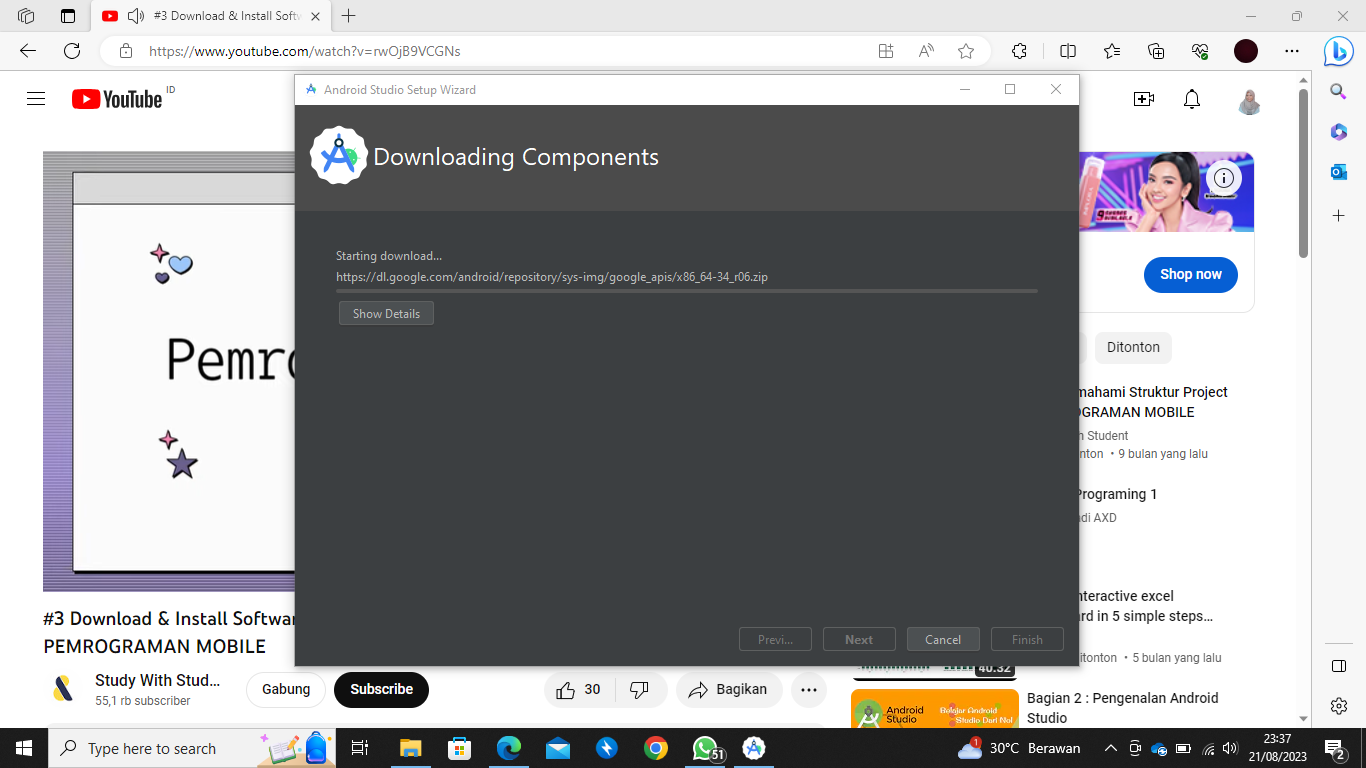 #3 Download & Install Softw
https://www.youtube.com/watch?v=rwOjB9VCGNs
YouTube ID
Android Studio Setup Wizard
Downloading Components
Starting download...
https://dl.google.com/android/repository/sys-img/google_apis/x86_64-34_r06.zip
Show Details
Previ...
Next
Cancel
Finish
Pemro
Shop now
Ditonton
mahami Struktur Project
OGRAMAN MOBILE
n Student
nton • 9 bulan yang lalu
Programing 1
di AXD
nteractive excel
rd in 5 simple steps...
itonton • 5 bulan yang lalu
40.32
#3 Download & Install Softwar
PEMROGRAMAN MOBILE
Study With Stud...
55,1 rb subscriber
Gabung
Subscribe
30
Bagikan
Android
Studio
Belajar Android
Studio Dari Nol
Bagian 2 : Pengenalan Android
Studio
Type here to search
51
1
30°C Berawan
23:37
21/08/2023
2